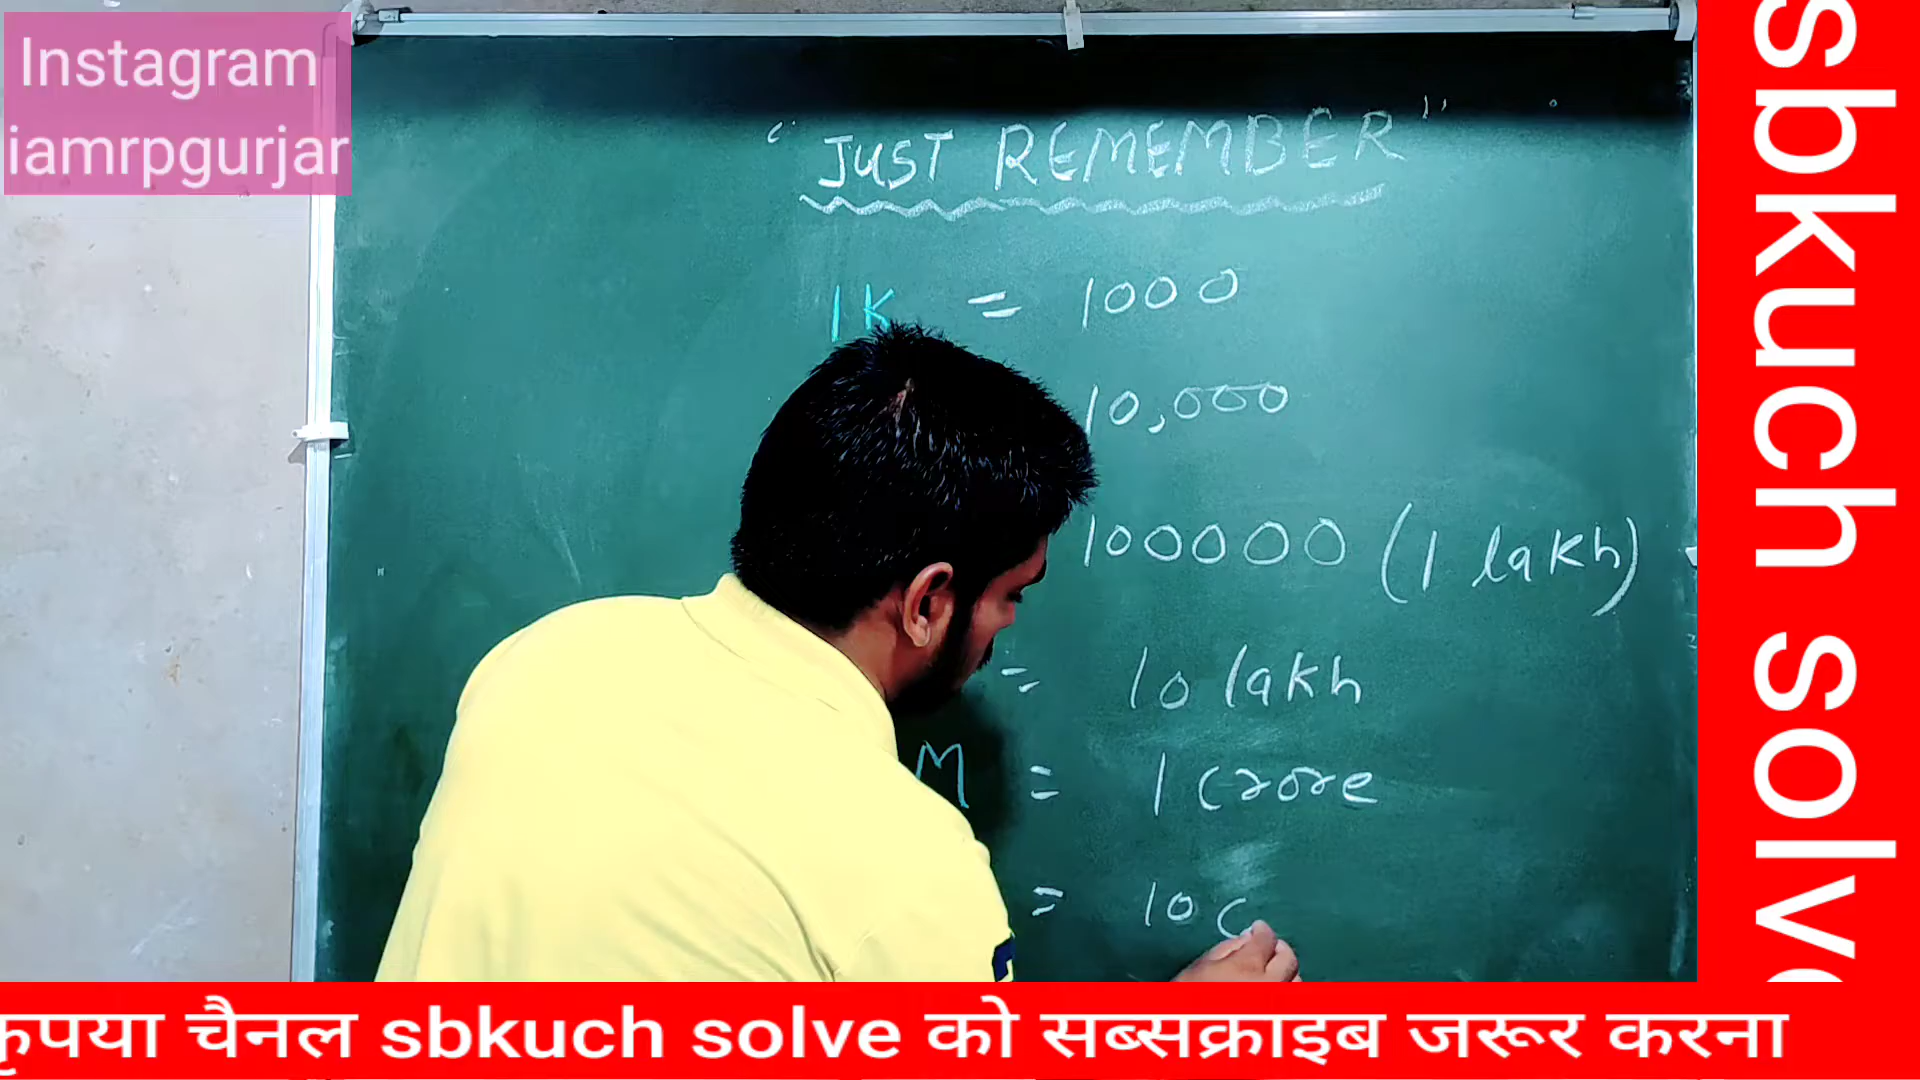 Instagram
iamrpgurjar
" JUST REMEMBER "
1K = 1000
10,000
100000 (1 lakh)
= 10 lakh
M = 1 crore
= 10 c
sbkuch solve
कृपया चैनल sbkuch solve को सब्सक्राइब जरूर करना